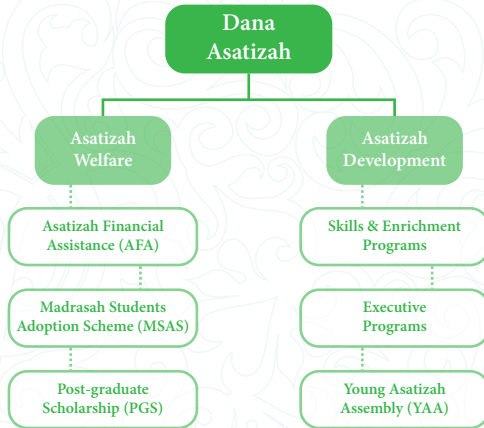 Dana
Asatizah
Asatizah
Welfare
Asatizah Financial
Assistance (AFA)
Madrasah Students
Adoption Scheme (MSAS)
Post-graduate
Scholarship (PGS)
Asatizah
Development
Skills & Enrichment
Programs
Executive
Programs
Young Asatizah
Assembly (YAA)